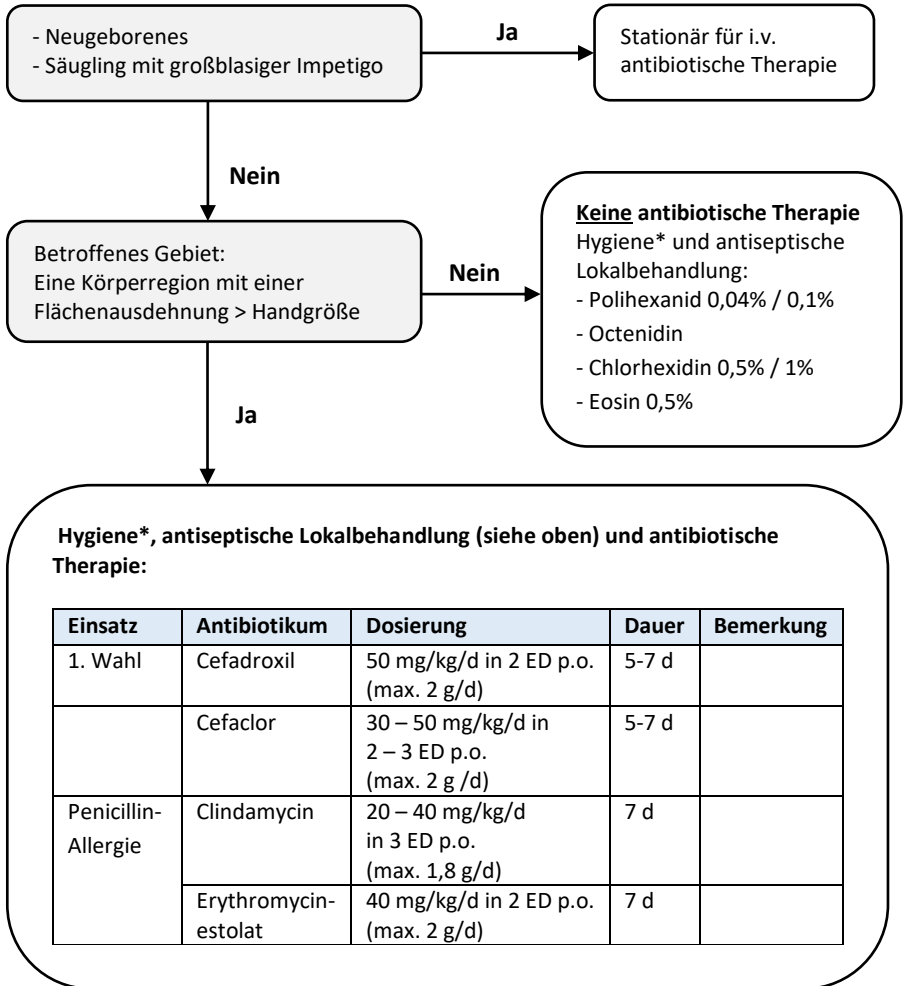 - Neugeborenes
- Säugling mit großblasiger Impetigo
Ja
Stationär für i.v.
antibiotische Therapie
Nein
Betroffenes Gebiet:
Eine Körperregion mit einer
Flächenausdehnung > Handgröße
Nein
Keine antibiotische Therapie
Hygiene* und antiseptische
Lokalbehandlung:
- Polihexanid 0,04% / 0,1%
- Octenidin
- Chlorhexidin 0,5% / 1%
- Eosin 0,5%
Ja
Hygiene*, antiseptische Lokalbehandlung (siehe oben) und antibiotische
Therapie:
Einsatz Antibiotikum Dosierung Dauer Bemerkung
1. Wahl Cefadroxil 50 mg/kg/d in 2 ED p.o. 5-7 d
(max. 2 g/d)
Cefaclor 30 – 50 mg/kg/d in 5-7 d
2 – 3 ED p.o.
(max. 2 g /d)
Penicillin- Clindamycin 20 – 40 mg/kg/d 7 d
Allergie in 3 ED p.o.
(max. 1,8 g/d)
Erythromycin- 40 mg/kg/d in 2 ED p.o. 7 d
estolat (max. 2 g/d)